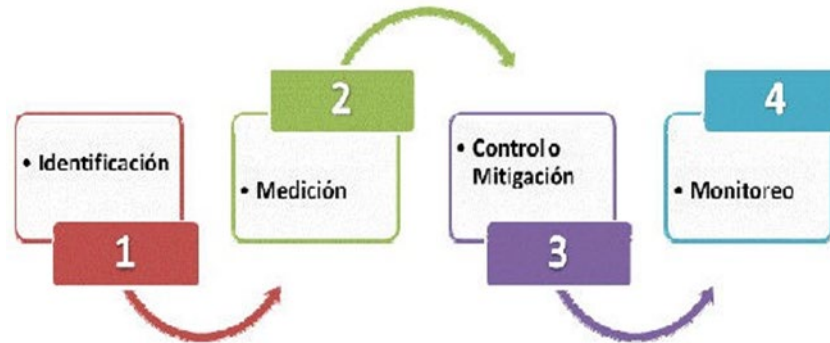 • Identificación
1
2
• Medición
• Control o
Mitigación
3
4
• Monitoreo